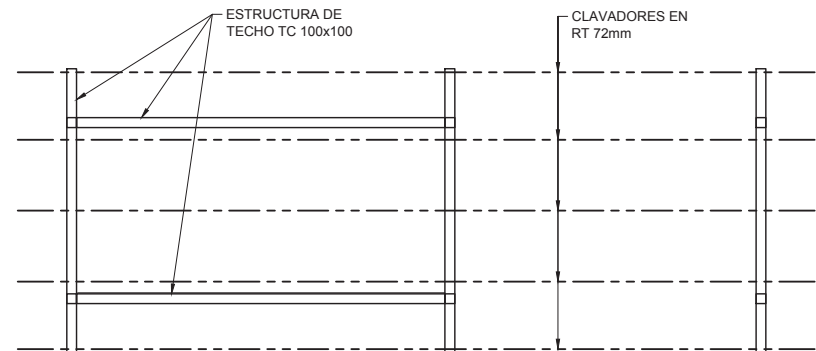 ESTRUCTURA DE
TECHO TC 100x100
CLAVADORES EN
RT 72mm